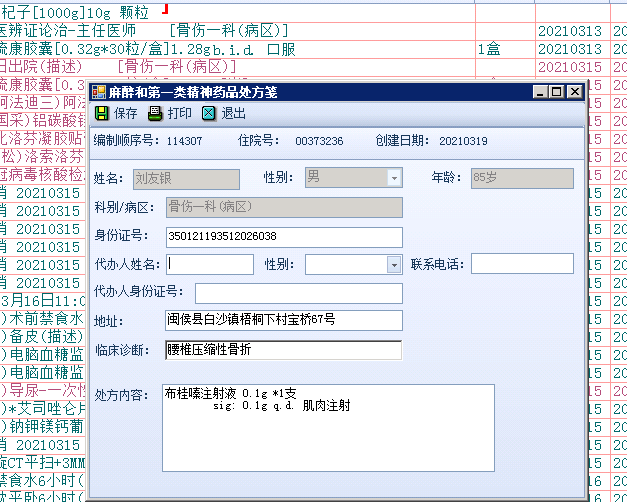 杞子[1000g]10g 颗粒
医辨证论治-主任医师 [骨伤一科(病区)] 20210313
疏康胶囊[0.32g*30粒/盒]1.28gb.i.d. 口服 1盒 20210313
日出院(描述) [骨伤一科(病区)] 20210315
麻醉和第一类精神药品处方笺
保存 打印 退出
编制顺序号: 114307 住院号: 00373236 创建日期: 20210319
姓名: 刘友银 性别: 男 年龄: 85岁
科别/病区: 骨伤一科(病区)
身份证号: 350121193512026038
代办人姓名: 性别: 联系电话:
代办人身份证号:
地址: 闽侯县白沙镇梧桐下村宝桥67号
临床诊断: 腰椎压缩性骨折
处方内容: 布桂嗪注射液 0.1g *1支
sig: 0.1g q.d. 肌肉注射
阿法迪三)阿法
国采)铝碳酸镁
化洛芬凝胶贴
松)洛索洛芬
冠病毒核酸检
肖 20210315
肖 20210315
肖 20210315
肖 20210315
肖 20210315
3月16日11:0
)术前禁食水
)备皮(描述)
)电脑血糖监
)电脑血糖监
)导尿-一次性
)*艾司唑仑片
)钠钾镁钙葡
肖 20210315
旋CT平扫+3MM
禁食水6小时(
枕平卧6小时(